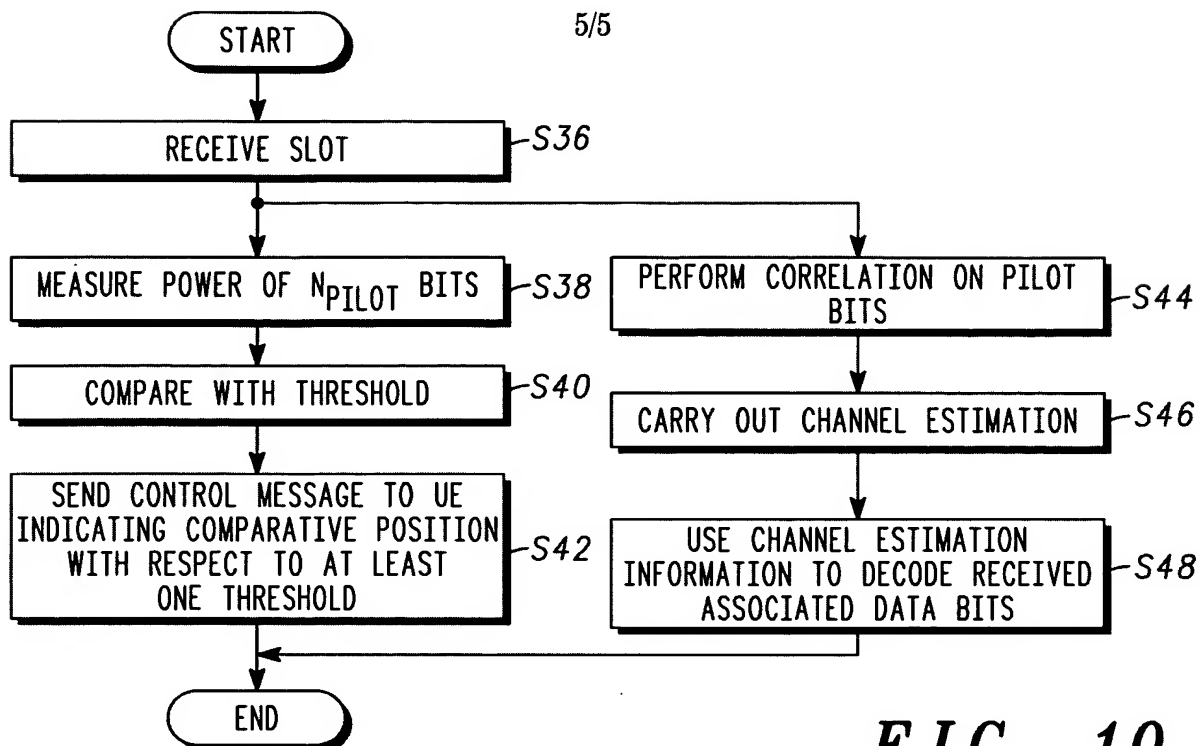 5/5
START
RECEIVE SLOT
S36
MEASURE POWER OF NPILOT BITS
S38
COMPARE WITH THRESHOLD
S40
SEND CONTROL MESSAGE TO UE
INDICATING COMPARATIVE POSITION
WITH RESPECT TO AT LEAST
ONE THRESHOLD
S42
PERFORM CORRELATION ON PILOT
BITS
S44
CARRY OUT CHANNEL ESTIMATION
S46
USE CHANNEL ESTIMATION
INFORMATION TO DECODE RECEIVED
ASSOCIATED DATA BITS
S48
END
FIG. 10